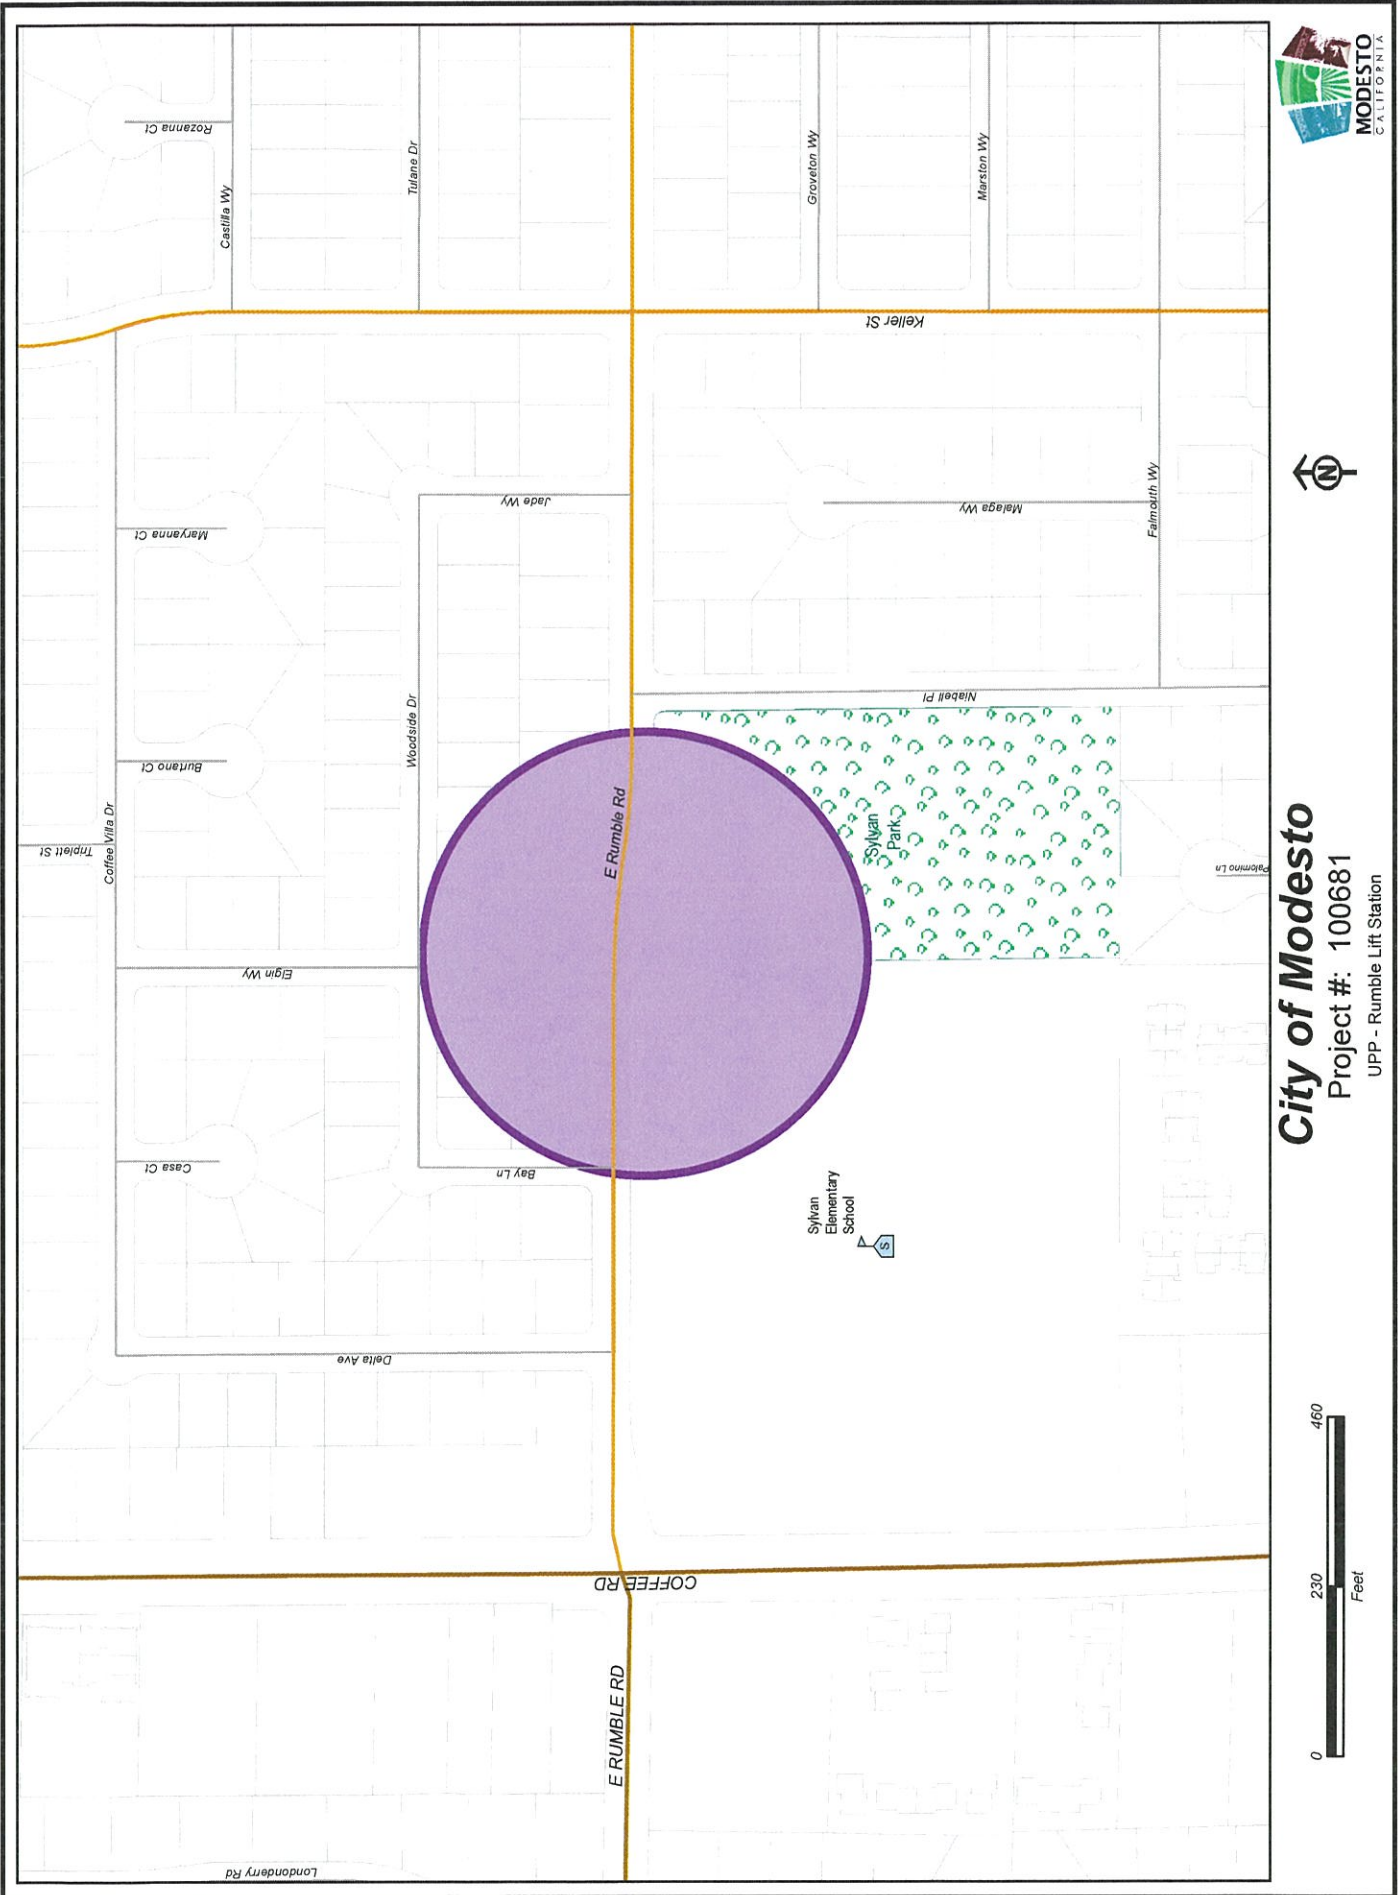 Londonderry Rd
E RUMBLE RD
COFFEE RD
Delta Ave
Casa Ct
Bay Ln
Elgin Wy
Coffee Villa Dr
Triplett St
Burtano Ct
Maryanna Ct
Woodside Dr
Jade Wy
E Rumble Rd
Castilla Wy
Rozanna Ct
Tulane Dr
Keller St
Groveton Wy
Marston Wy
Falmouth Wy
Malaga Wy
Niabell Pl
Sylvan
Park
Sylvan
Elementary
School
S
Palomino Ln
0 230 460
Feet
City of Modesto
Project #: 100681
UPP - Rumble Lift Station
N
MODESTO
CALIFORNIA